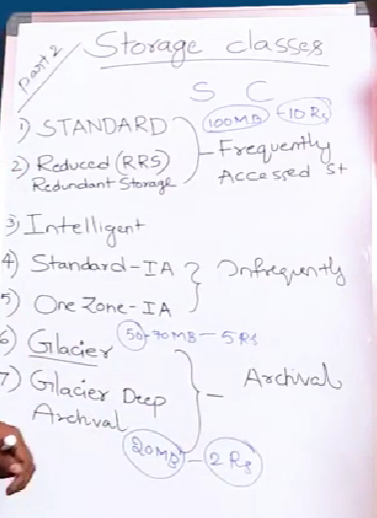 Part 2
Storage classes
S C
100MB - 10 Rs
1) STANDARD
2) Reduced (RRS)
Redundant Storage
- Frequently
Accessed st
3) Intelligent
4) Standard-IA
5) One Zone-IA
Infrequently
6) Glacier
50-70MB - 5 Rs
7) Glacier Deep
Archval
- Archival
20MB - 2 Rs